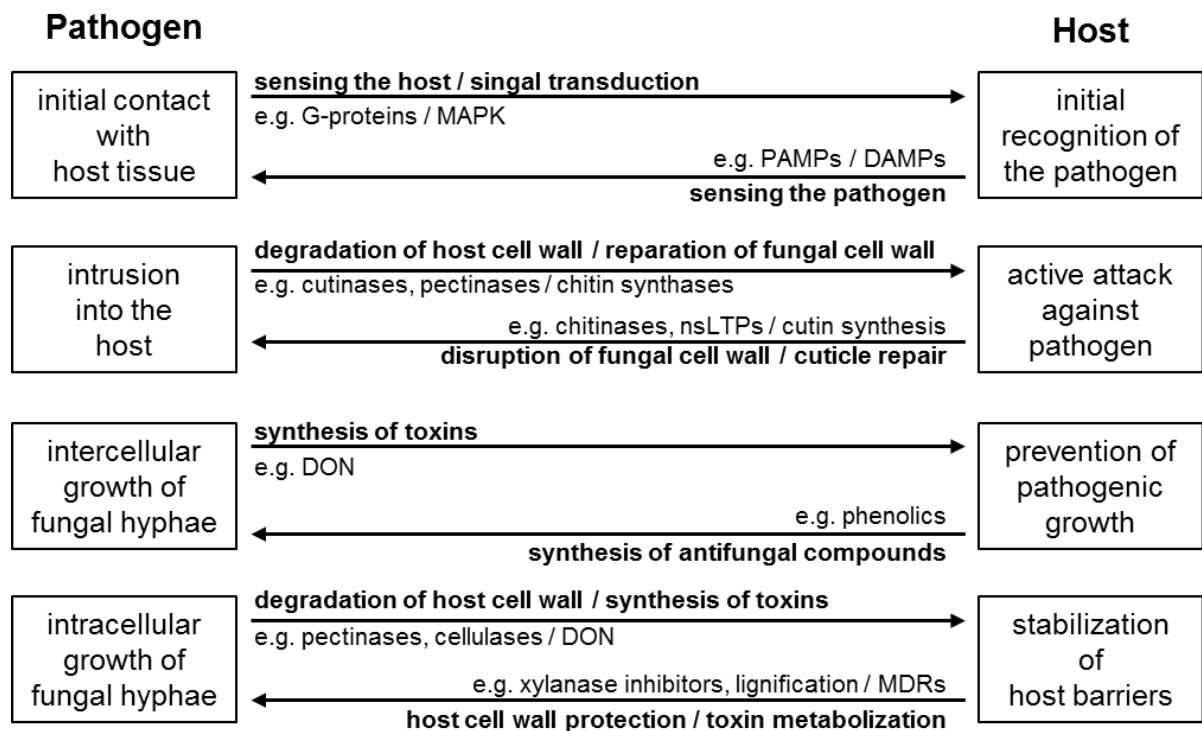 Pathogen
Host
initial contact
with
host tissue
sensing the host / singal transduction
e.g. G-proteins / MAPK
e.g. PAMPs / DAMPs
sensing the pathogen
initial
recognition of
the pathogen
intrusion
into the
host
degradation of host cell wall / reparation of fungal cell wall
e.g. cutinases, pectinases / chitin synthases
e.g. chitinases, nsLTPs / cutin synthesis
disruption of fungal cell wall / cuticle repair
active attack
against
pathogen
intercellular
growth of
fungal hyphae
synthesis of toxins
e.g. DON
e.g. phenolics
synthesis of antifungal compounds
prevention of
pathogenic
growth
intracellular
growth of
fungal hyphae
degradation of host cell wall / synthesis of toxins
e.g. pectinases, cellulases / DON
e.g. xylanase inhibitors, lignification / MDRs
host cell wall protection / toxin metabolization
stabilization
of
host barriers